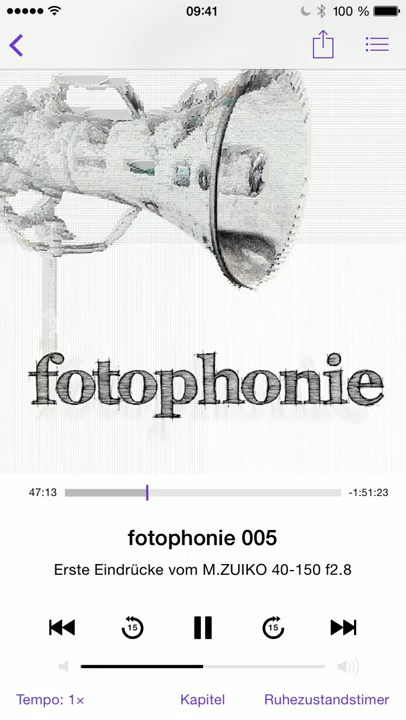 09:41
100 %
fotophonie
47:13
-1:51:23
fotophonie 005
Erste Eindrücke vom M.ZUIKO 40-150 f2.8
15
15
Tempo: 1×
Kapitel
Ruhezustandstimer